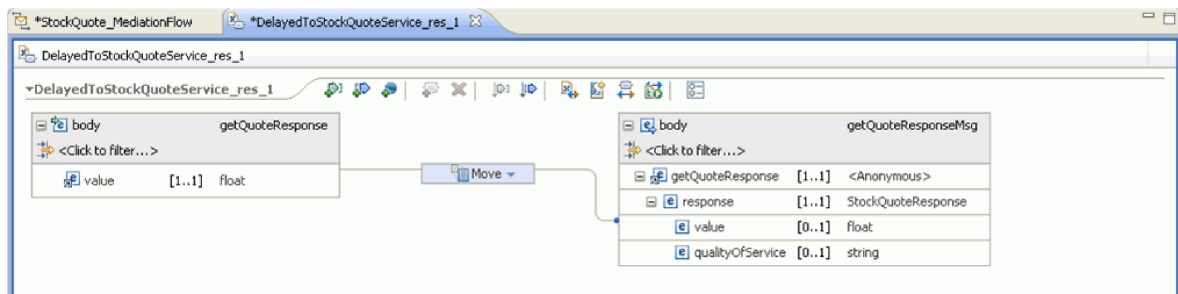 *StockQuote_MediationFlow *DelayedToStockQuoteService_res_1
DelayedToStockQuoteService_res_1
DelayedToStockQuoteService_res_1
body getQuoteResponse
<Click to filter...>
value [1..1] float
Move
body getQuoteResponseMsg
<Click to filter...>
getQuoteResponse [1..1] <Anonymous>
response [1..1] StockQuoteResponse
value [0..1] float
qualityOfService [0..1] string